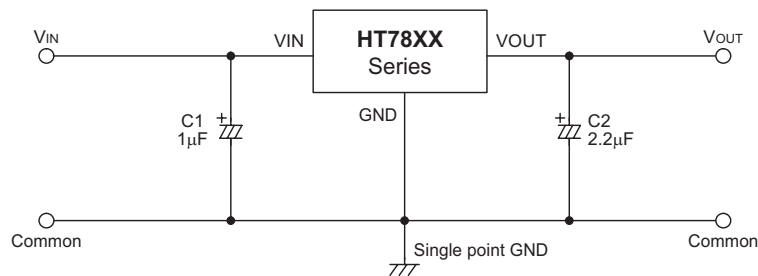 VIN
VIN
HT78XX
Series
VOUT
VOUT
GND
+
C1
1μF
+
C2
2.2μF
Common
Single point GND
Common